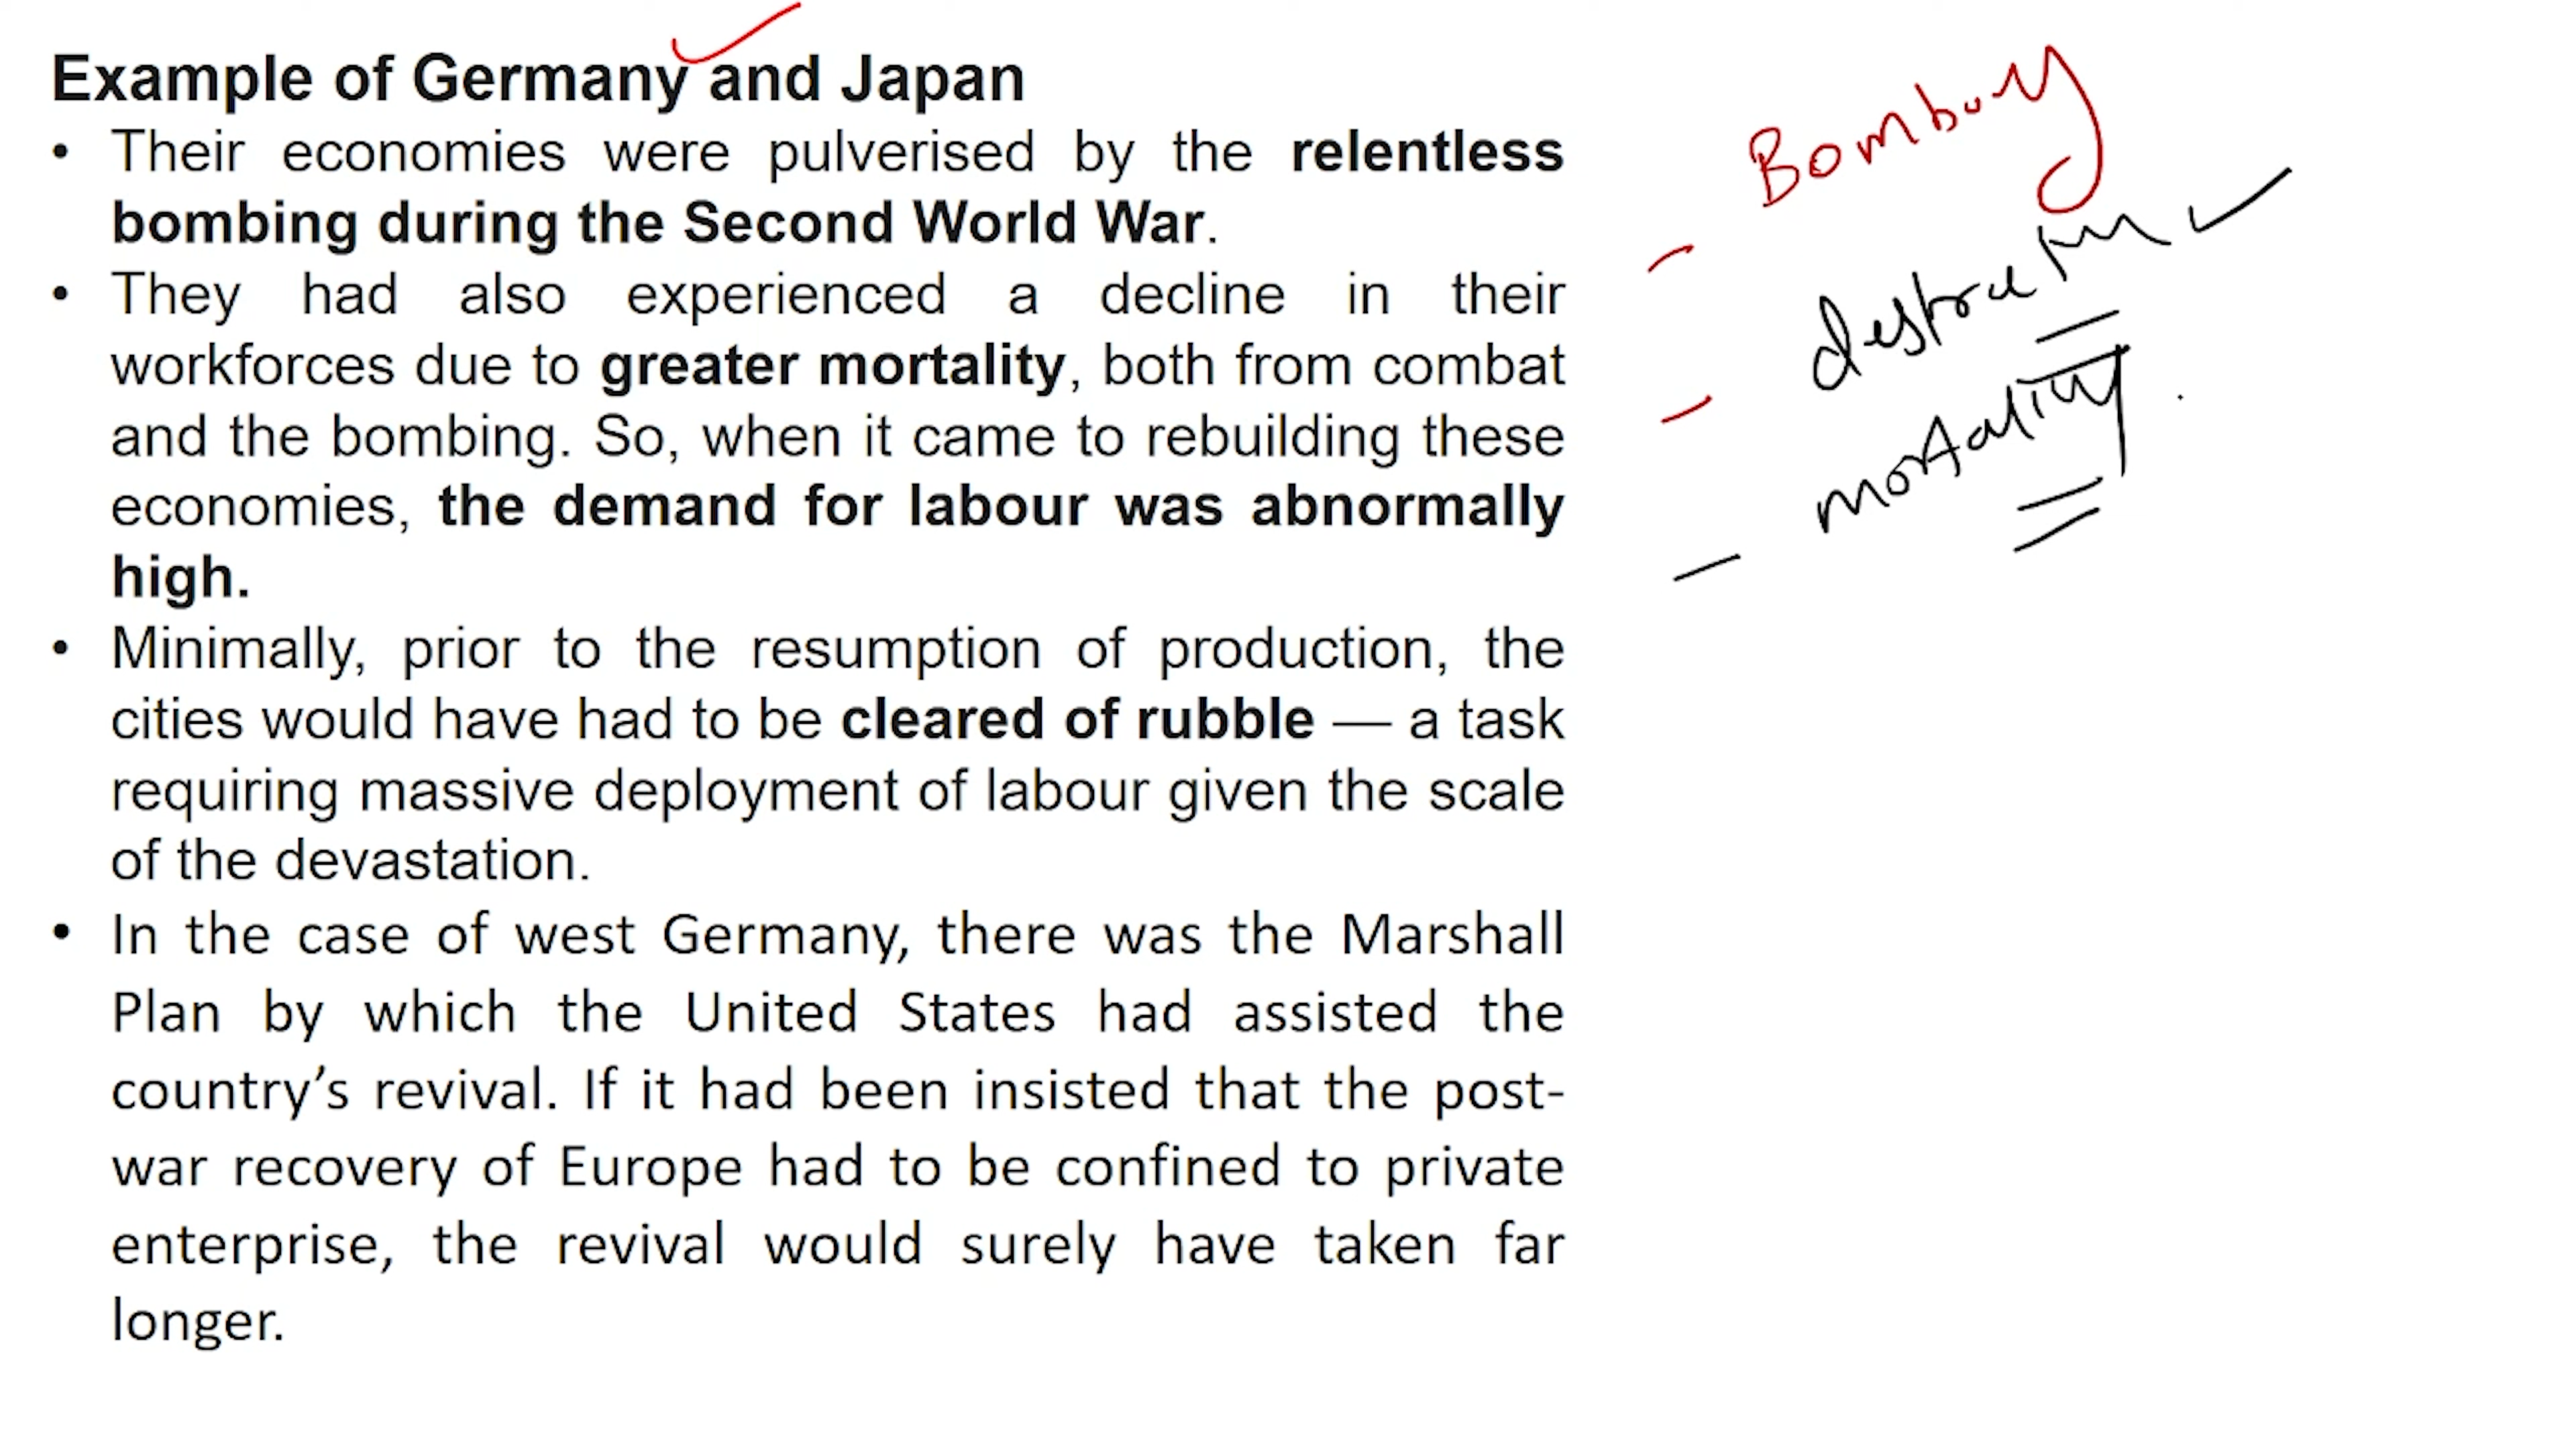 Example of Germany and Japan
• Their economies were pulverised by the relentless
bombing during the Second World War.
• They had also experienced a decline in their
workforces due to greater mortality, both from combat
and the bombing. So, when it came to rebuilding these
economies, the demand for labour was abnormally
high.
• Minimally, prior to the resumption of production, the
cities would have had to be cleared of rubble — a task
requiring massive deployment of labour given the scale
of the devastation.
• In the case of west Germany, there was the Marshall
Plan by which the United States had assisted the
country’s revival. If it had been insisted that the post-
war recovery of Europe had to be confined to private
enterprise, the revival would surely have taken far
longer.
- mortality